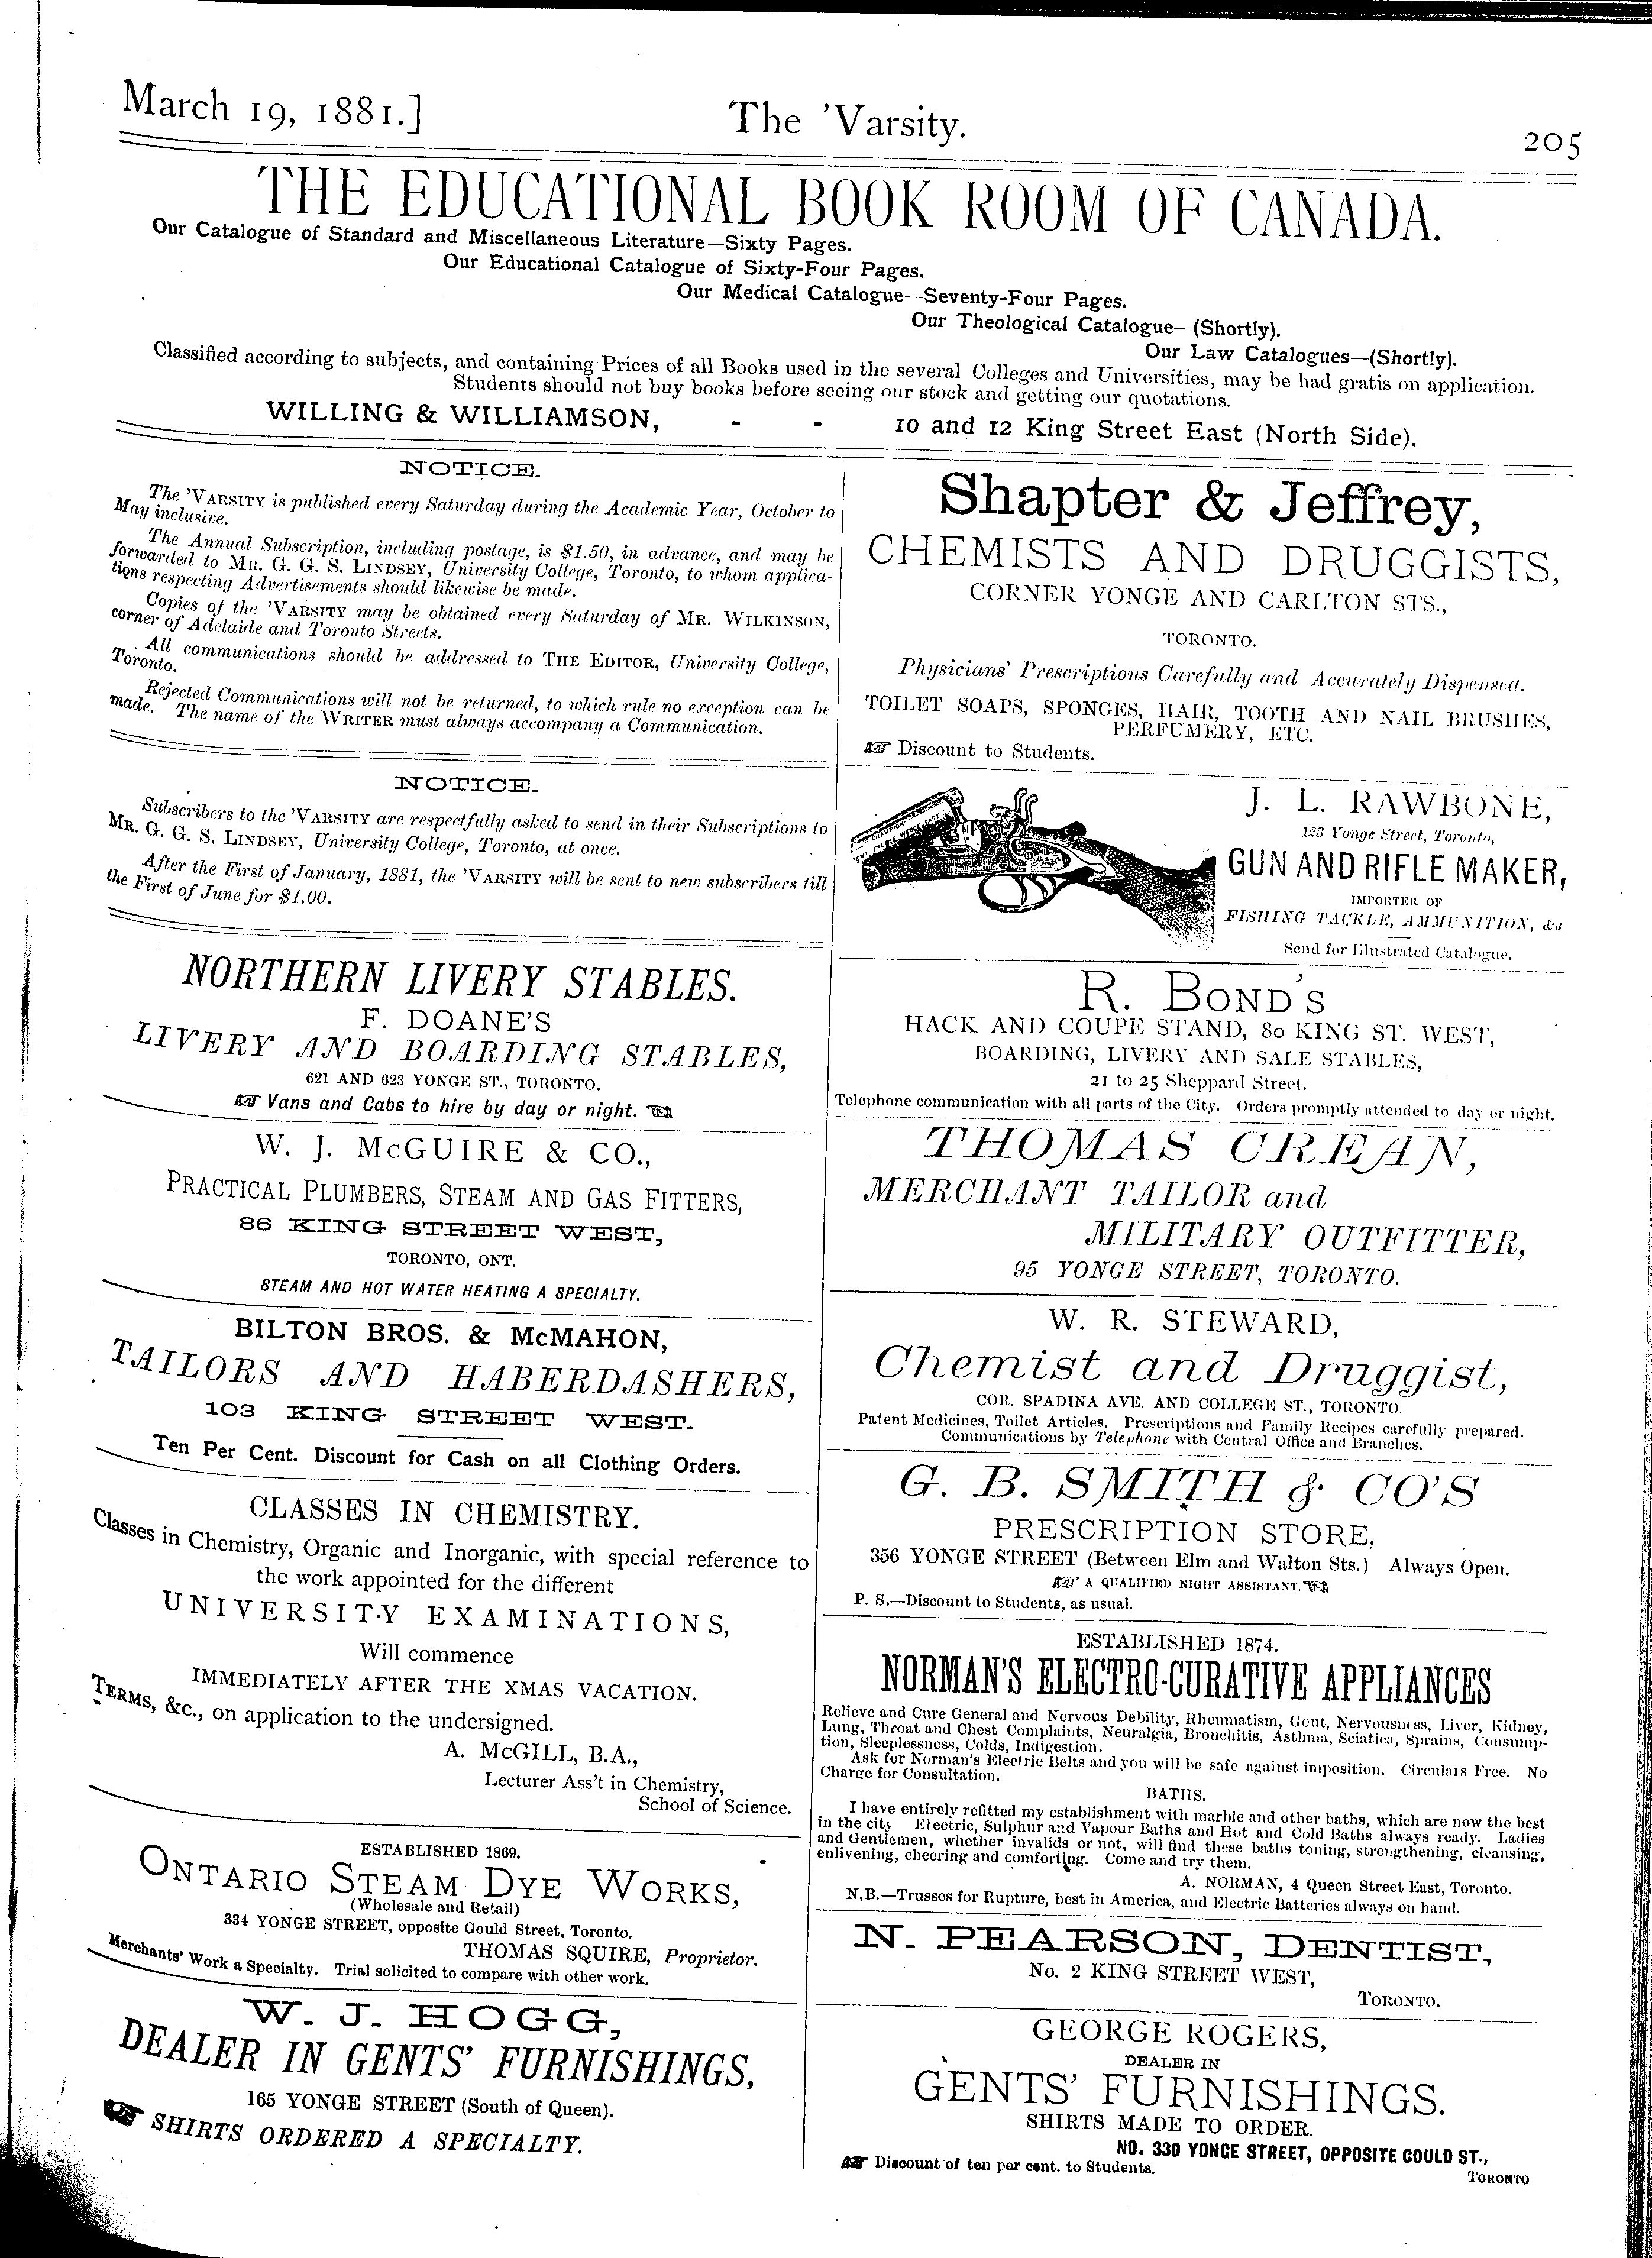 March 19, 1881.]
The 'Varsity.
205
THE EDUCATIONAL BOOK ROOM OF CANADA.
Our Catalogue of Standard and Miscellaneous Literature—Sixty Pages.
Our Educational Catalogue of Sixty-Four Pages.
Our Medical Catalogue—Seventy-Four Pages.
Our Theological Catalogue—(Shortly).
Our Law Catalogues—(Shortly).
Classified according to subjects, and containing Prices of all Books used in the several Colleges and Universities, may be had gratis on application.
Students should not buy books before seeing our stock and getting our quotations.
WILLING & WILLIAMSON, - - 10 and 12 King Street East (North Side).
NOTICE.
The 'VARSITY is published every Saturday during the Academic Year, October to
May inclusive.
The Annual Subscription, including postage, is $1.50, in advance, and may be
forwarded to MR. G. G. S. LINDSEY, University College, Toronto, to whom applica-
tions respecting Advertisements should likewise be made.
Copies of the 'VARSITY may be obtained every Saturday of MR. WILKINSON,
corner of Adelaide and Toronto Streets.
All communications should be addressed to THE EDITOR, University College,
Toronto.
Rejected Communications will not be returned, to which rule no exception can be
made. The name of the WRITER must always accompany a Communication.
NOTICE.
Subscribers to the 'VARSITY are respectfully asked to send in their Subscriptions to
MR. G. G. S. LINDSEY, University College, Toronto, at once.
After the First of January, 1881, the 'VARSITY will be sent to new subscribers till
the First of June for $1.00.
NORTHERN LIVERY STABLES.
F. DOANE'S
LIVERY AND BOARDING STABLES,
621 AND 623 YONGE ST., TORONTO.
Vans and Cabs to hire by day or night.
W. J. McGUIRE & CO.,
PRACTICAL PLUMBERS, STEAM AND GAS FITTERS,
86 KING STREET WEST,
TORONTO, ONT.
STEAM AND HOT WATER HEATING A SPECIALTY.
BILTON BROS. & McMAHON,
TAILORS AND HABERDASHERS,
103 KING STREET WEST.
Ten Per Cent. Discount for Cash on all Clothing Orders.
CLASSES IN CHEMISTRY.
Classes in Chemistry, Organic and Inorganic, with special reference to
the work appointed for the different
UNIVERSITY EXAMINATIONS,
Will commence
IMMEDIATELY AFTER THE XMAS VACATION.
TERMS, &c., on application to the undersigned.
A. McGILL, B.A.,
Lecturer Ass't in Chemistry,
School of Science.
ESTABLISHED 1869.
ONTARIO STEAM DYE WORKS,
(Wholesale and Retail)
334 YONGE STREET, opposite Gould Street, Toronto.
THOMAS SQUIRE, Proprietor.
Merchants' Work a Specialty. Trial solicited to compare with other work.
W. J. HOGG,
DEALER IN GENTS' FURNISHINGS,
165 YONGE STREET (South of Queen).
SHIRTS ORDERED A SPECIALTY.
Shapter & Jeffrey,
CHEMISTS AND DRUGGISTS,
CORNER YONGE AND CARLTON STS.,
TORONTO.
Physicians' Prescriptions Carefully and Accurately Dispensed.
TOILET SOAPS, SPONGES, HAIR, TOOTH AND NAIL BRUSHES,
PERFUMERY, ETC.
Discount to Students.
J. L. RAWBONE,
123 Yonge Street, Toronto,
GUN AND RIFLE MAKER,
IMPORTER OF
FISHING TACKLE, AMMUNITION, &c
Send for Illustrated Catalogue.
R. BOND'S
HACK AND COUPE STAND, 80 KING ST. WEST,
BOARDING, LIVERY AND SALE STABLES,
21 to 25 Sheppard Street.
Telephone communication with all parts of the City. Orders promptly attended to day or night.
THOMAS CREAN,
MERCHANT TAILOR and
MILITARY OUTFITTER,
95 YONGE STREET, TORONTO.
W. R. STEWARD,
Chemist and Druggist,
COR. SPADINA AVE. AND COLLEGE ST., TORONTO.
Patent Medicines, Toilet Articles, Prescriptions and Family Recipes carefully prepared.
Communications by Telephone with Central Office and Branches.
G. B. SMITH & CO'S
PRESCRIPTION STORE,
356 YONGE STREET (Between Elm and Walton Sts.) Always Open.
A QUALIFIED NIGHT ASSISTANT.
P. S.—Discount to Students, as usual.
ESTABLISHED 1874.
NORMAN'S ELECTRO-CURATIVE APPLIANCES
Relieve and Cure General and Nervous Debility, Rheumatism, Gout, Nervousness, Liver, Kidney,
Lung, Throat and Chest Complaints, Neuralgia, Bronchitis, Asthma, Sciatica, Sprains, Consump-
tion, Sleeplessness, Colds, Indigestion.
Ask for Norman's Electric Belts and you will be safe against imposition. Circulars Free. No
Charge for Consultation.
BATHS.
I have entirely refitted my establishment with marble and other baths, which are now the best
in the city Electric, Sulphur and Vapour Baths and Hot and Cold Baths always ready. Ladies
and Gentlemen, whether invalids or not, will find these baths toning, strengthening, cleansing,
enlivening, cheering and comforting. Come and try them.
A. NORMAN, 4 Queen Street East, Toronto.
N.B.—Trusses for Rupture, best in America, and Electric Batteries always on hand.
N. PEARSON, DENTIST,
No. 2 KING STREET WEST,
TORONTO.
GEORGE ROGERS,
DEALER IN
GENTS' FURNISHINGS.
SHIRTS MADE TO ORDER.
NO. 330 YONGE STREET, OPPOSITE GOULD ST.,
Discount of ten per cent. to Students.
TORONTO